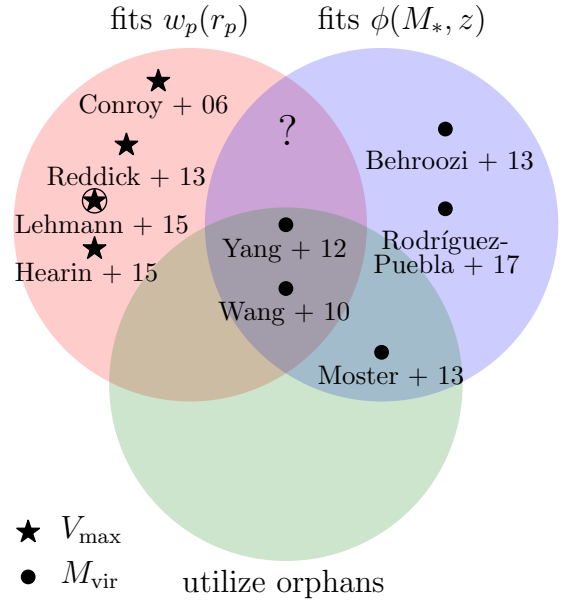 fits $w_p(r_p)$
fits $\phi(M_*, z)$
Conroy + 06
?
Behroozi + 13
Reddick + 13
Lehmann + 15
Hearin + 15
Yang + 12
Rodríguez-
Puebla + 17
Wang + 10
Moster + 13
$V_{\mathrm{max}}$
$M_{\mathrm{vir}}$
utilize orphans